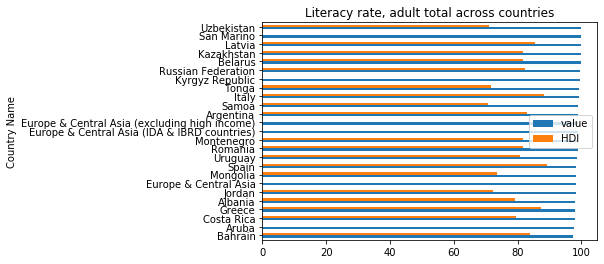 Literacy rate, adult total across countries
Country Name
Uzbekistan
San Marino
Latvia
Kazakhstan
Belarus
Russian Federation
Kyrgyz Republic
Tonga
Italy
Samoa
Argentina
Europe & Central Asia (excluding high income)
Europe & Central Asia (IDA & IBRD countries)
Montenegro
Romania
Uruguay
Spain
Mongolia
Europe & Central Asia
Jordan
Albania
Greece
Costa Rica
Aruba
Bahrain
value
HDI
0 20 40 60 80 100